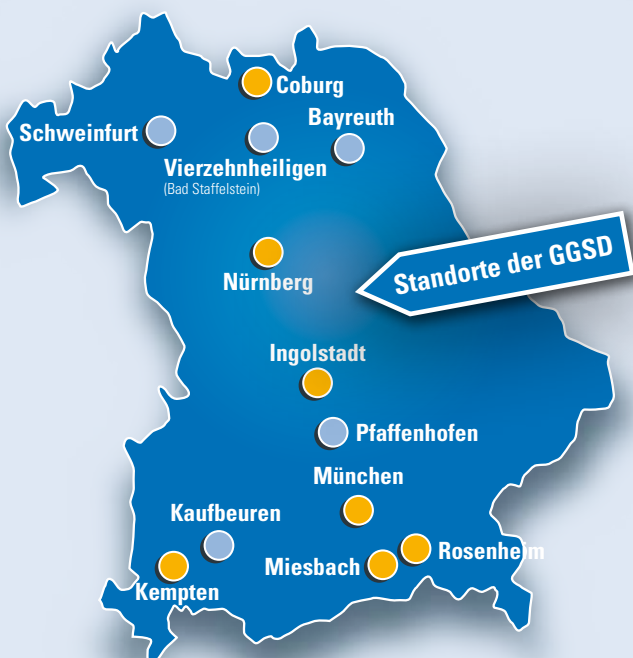 Coburg
Bayreuth
Schweinfurt
Vierzehnheiligen
(Bad Staffelstein)
Standorte der GGSD
Nürnberg
Ingolstadt
Pfaffenhofen
München
Kaufbeuren
Rosenheim
Miesbach
Kempten